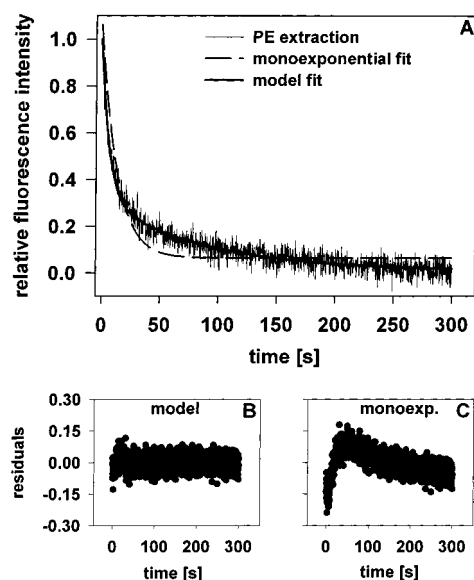 A
PE extraction
monoexponential fit
model fit
relative fluorescence intensity
1.0
0.8
0.6
0.4
0.2
0.0
0 50 100 150 200 250 300
time [s]
model B
monoexp. C
residuals
0.30
0.15
0.00
-0.15
-0.30
0 100 200 300
0 100 200 300
time [s]
time [s]